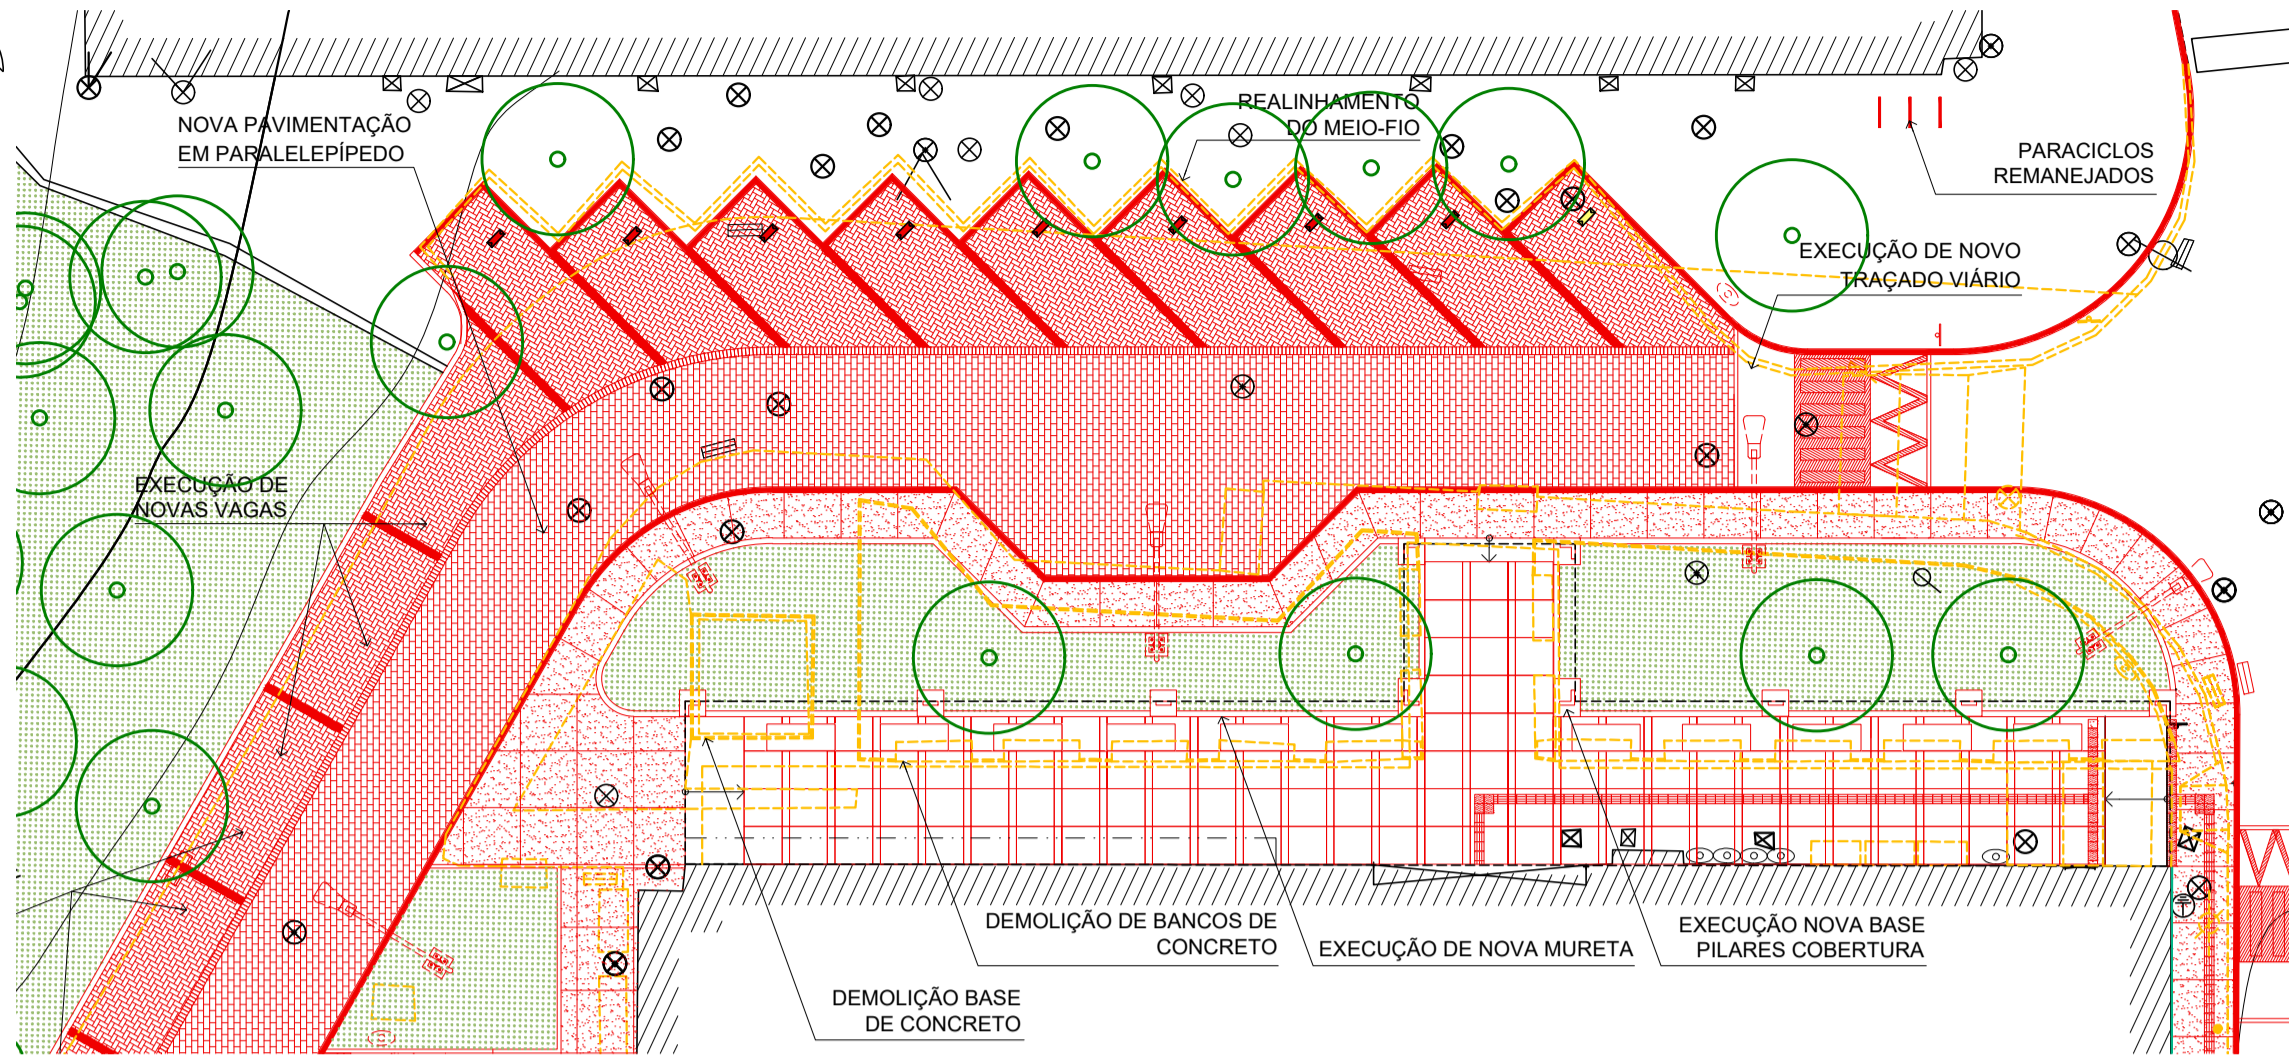 NOVA PAVIMENTAÇÃO
EM PARALELEPÍPEDO
REALINHAMENTO
DO MEIO-FIO
PARACICLOS
REMANEJADOS
EXECUÇÃO DE NOVO
TRAÇADO VIÁRIO
EXECUÇÃO DE
NOVAS VAGAS
DEMOLIÇÃO DE BANCOS DE
CONCRETO
EXECUÇÃO DE NOVA MURETA
EXECUÇÃO NOVA BASE
PILARES COBERTURA
DEMOLIÇÃO BASE
DE CONCRETO